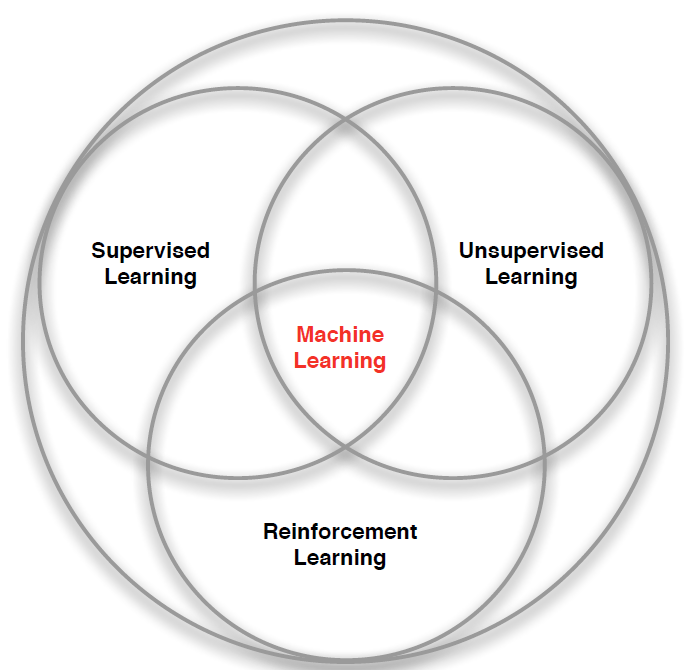 Supervised
Learning
Unsupervised
Learning
Machine
Learning
Reinforcement
Learning